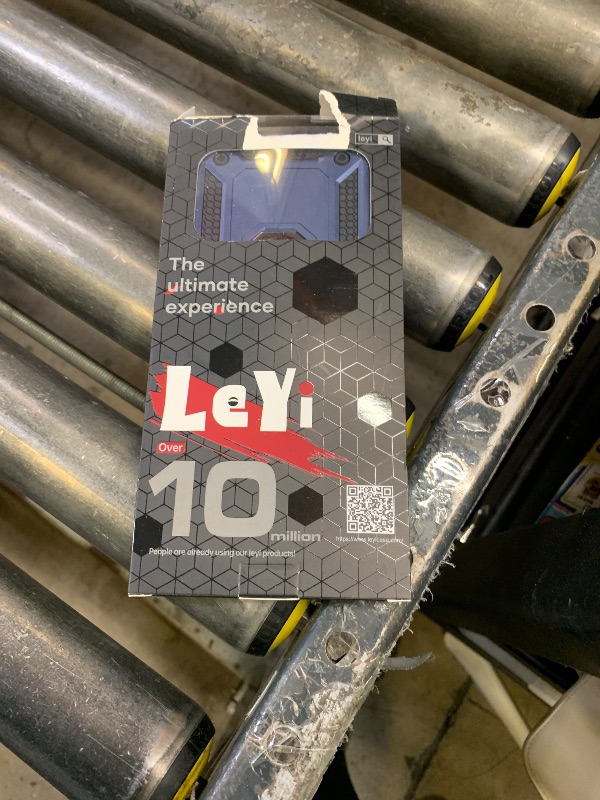 leyi
The
ultimate
experience
LeYi
Over
10
million
People are already using our leyi products!